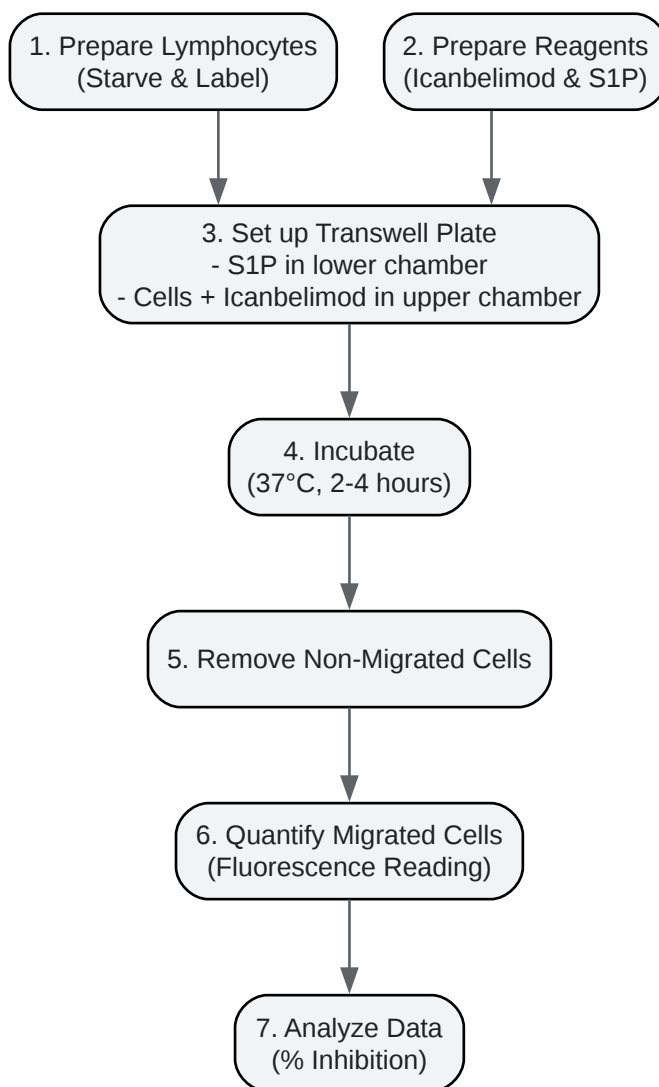 1. Prepare Lymphocytes
(Starve & Label)
2. Prepare Reagents
(Icanbelimod & S1P)
3. Set up Transwell Plate
- S1P in lower chamber
- Cells + Icanbelimod in upper chamber
4. Incubate
(37°C, 2-4 hours)
5. Remove Non-Migrated Cells
6. Quantify Migrated Cells
(Fluorescence Reading)
7. Analyze Data
(% Inhibition)